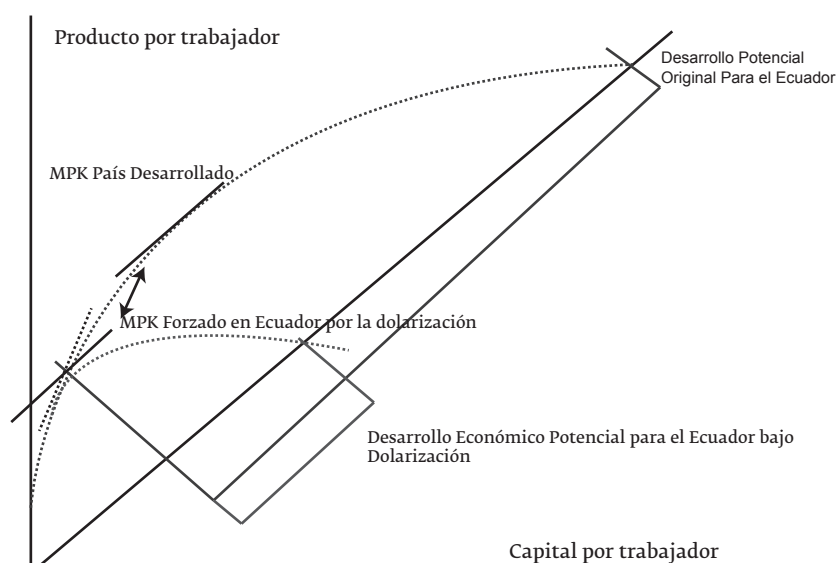 Producto por trabajador
Desarrollo Potencial
Original Para el Ecuador
MPK País Desarrollado
MPK Forzado en Ecuador por la dolarización
Desarrollo Económico Potencial para el Ecuador bajo
Dolarización
Capital por trabajador